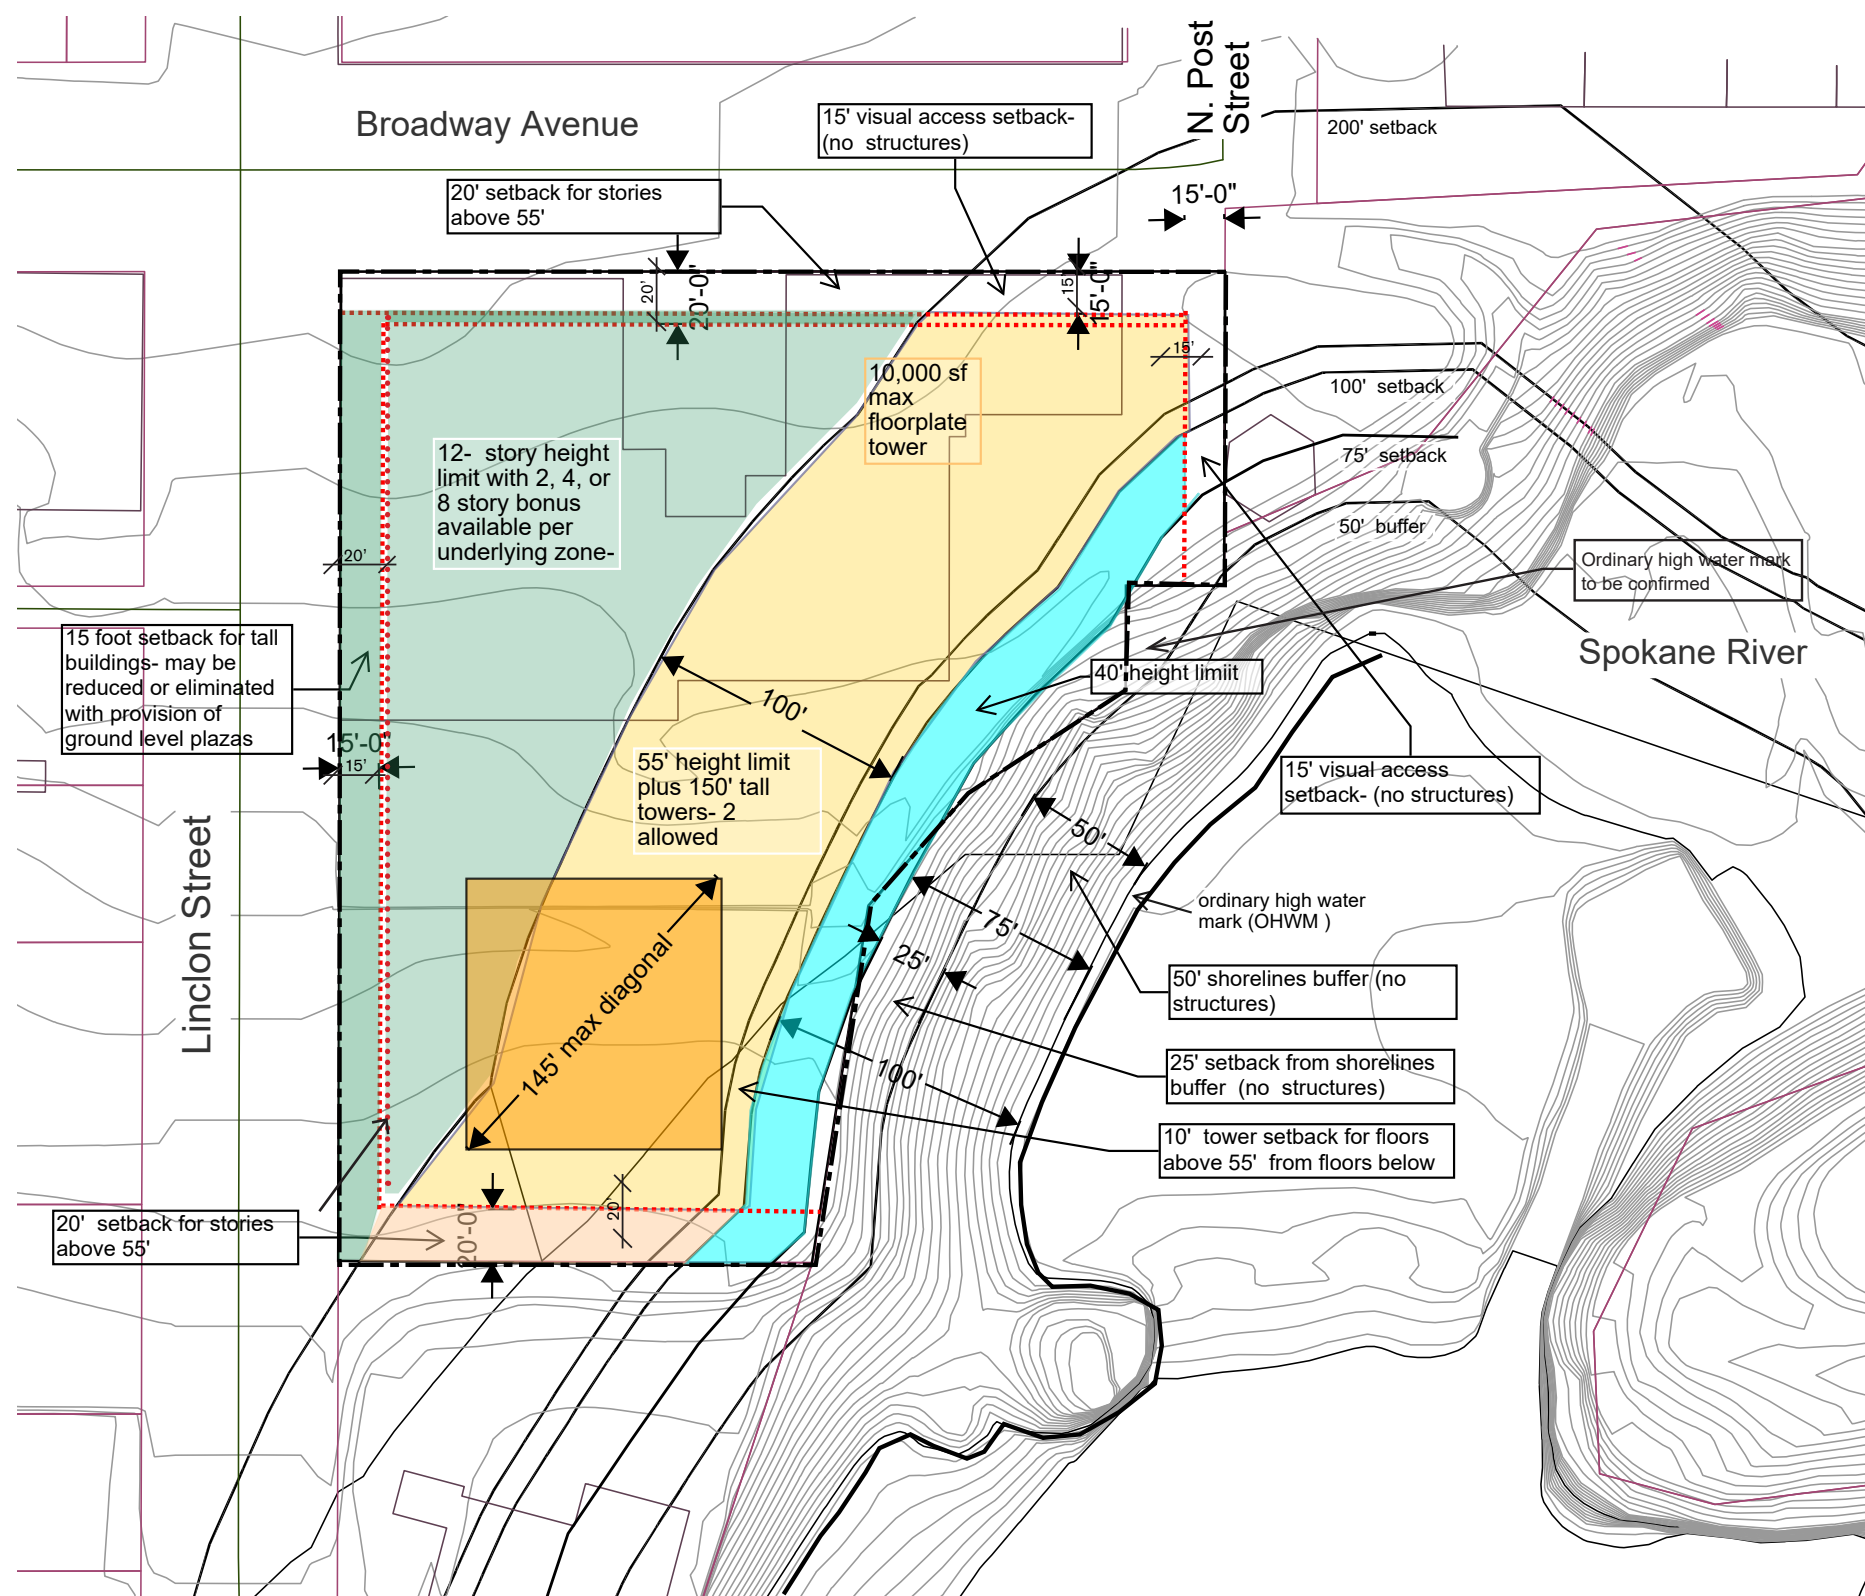 N. Post
Street
Broadway Avenue
15' visual access setback-
(no structures)
200' setback
20' setback for stories
above 55'
15'-0"
20'
20'-0"
15'
15'-0"
15'
10,000 sf
max
floorplate
tower
100' setback
12- story height
limit with 2, 4, or
8 story bonus
available per
underlying zone-
75' setback
50' buffer
20'
Ordinary high water mark
to be confirmed
15 foot setback for tall
buildings- may be
reduced or eliminated
with provision of
ground level plazas
Spokane River
40' height limiit
100'
15'-0"
15'
55' height limit
plus 150' tall
towers- 2
allowed
15' visual access
setback- (no structures)
50'
Linclon Street
ordinary high water
mark (OHWM )
75'
25'
145' max diagonal
50' shorelines buffer (no
structures)
100'
25' setback from shorelines
buffer (no structures)
10' tower setback for floors
above 55' from floors below
20' setback for stories
above 55'
20'-0"
20'